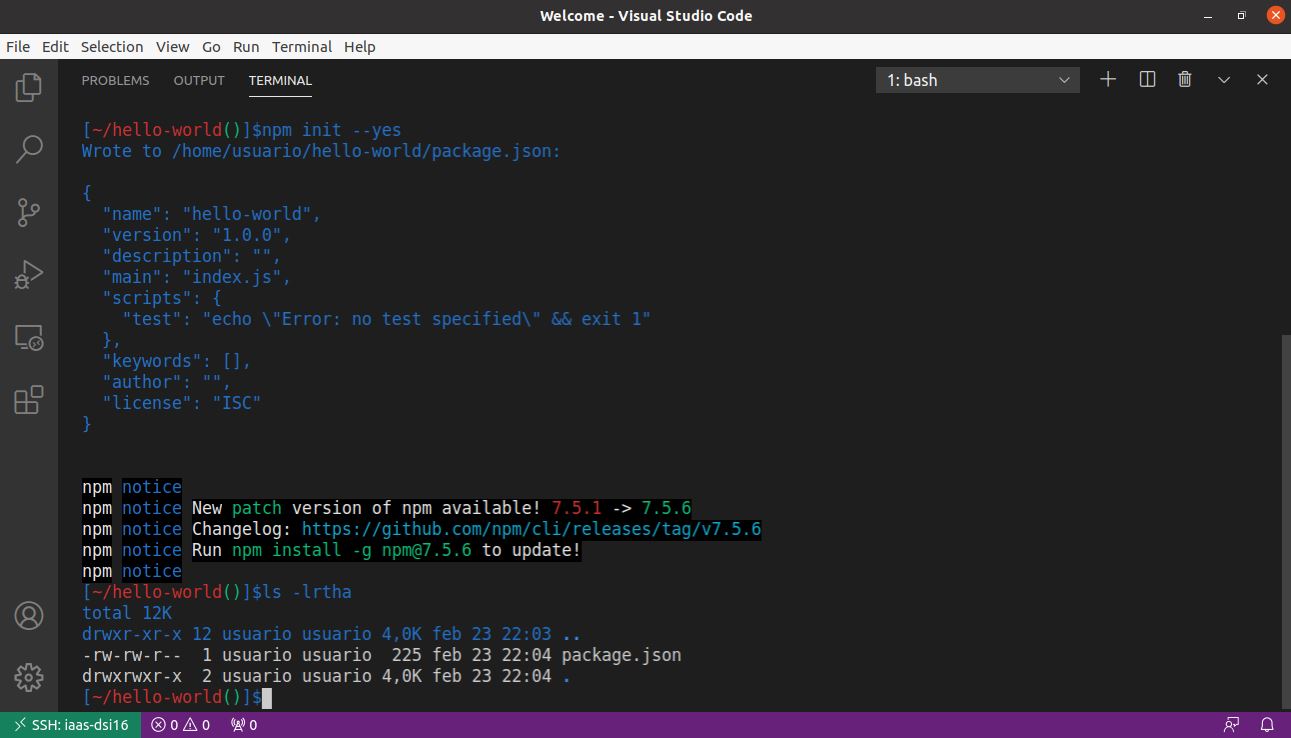 Welcome - Visual Studio Code
File Edit Selection View Go Run Terminal Help
PROBLEMS OUTPUT TERMINAL 1: bash
[~/hello-world()]$npm init --yes
Wrote to /home/usuario/hello-world/package.json:
{
  "name": "hello-world",
  "version": "1.0.0",
  "description": "",
  "main": "index.js",
  "scripts": {
    "test": "echo \"Error: no test specified\" && exit 1"
  },
  "keywords": [],
  "author": "",
  "license": "ISC"
}
npm notice
npm notice New patch version of npm available! 7.5.1 -> 7.5.6
npm notice Changelog: https://github.com/npm/cli/releases/tag/v7.5.6
npm notice Run npm install -g npm@7.5.6 to update!
npm notice
[~/hello-world()]$ls -lrtha
total 12K
drwxr-xr-x 12 usuario usuario 4,0K feb 23 22:03 ..
-rw-rw-r--  1 usuario usuario  225 feb 23 22:04 package.json
drwxrwxr-x  2 usuario usuario 4,0K feb 23 22:04 .
[~/hello-world()]$
SSH: iaas-dsi16 0 0 0